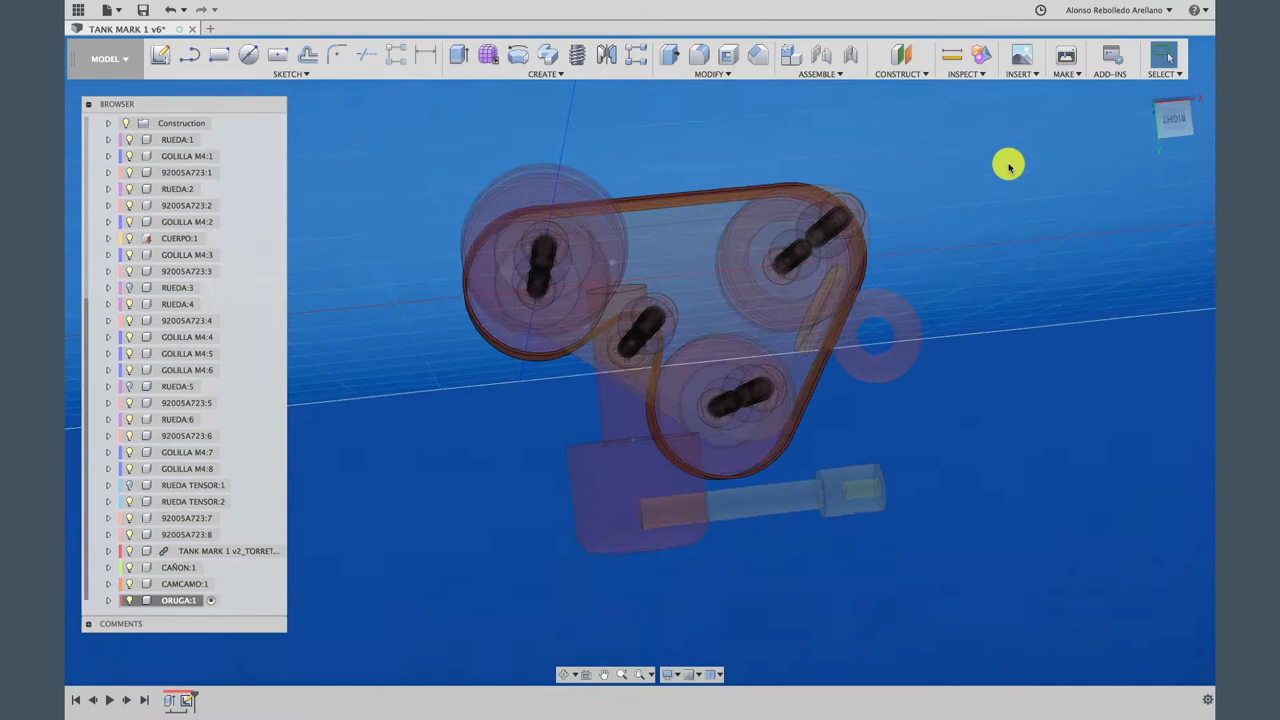 Alonso Rebolledo Arellano
TANK MARK 1 v6*
MODEL
SKETCH
CREATE
MODIFY
ASSEMBLE
CONSTRUCT
INSPECT
INSERT
MAKE
ADD-INS
SELECT
BROWSER
RIGHT
X
Y
Construction
RUEDA:1
GOLILLA M4:1
92005A723:1
RUEDA:2
92005A723:2
GOLILLA M4:2
CUERPO:1
GOLILLA M4:3
92005A723:3
RUEDA:3
RUEDA:4
92005A723:4
GOLILLA M4:4
GOLILLA M4:5
GOLILLA M4:6
RUEDA:5
92005A723:5
RUEDA:6
92005A723:6
GOLILLA M4:7
GOLILLA M4:8
RUEDA TENSOR:1
RUEDA TENSOR:2
92005A723:7
92005A723:8
TANK MARK 1 v2_TORRET...
CAÑON:1
CAMCAMO:1
ORUGA:1
COMMENTS